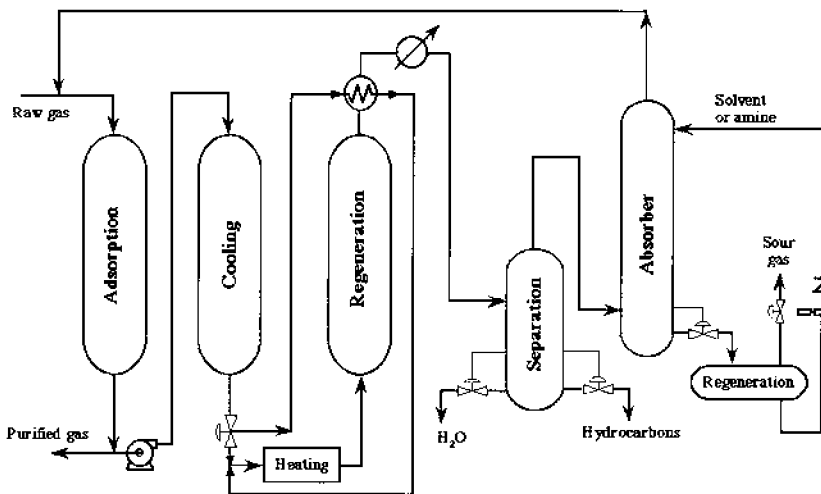 Raw gas
Adsorption
Purified gas
Cooling
Regeneration
Heating
Separation
H₂O
Hydrocarbons
Absorber
Solvent
or amine
Sour
gas
Regeneration